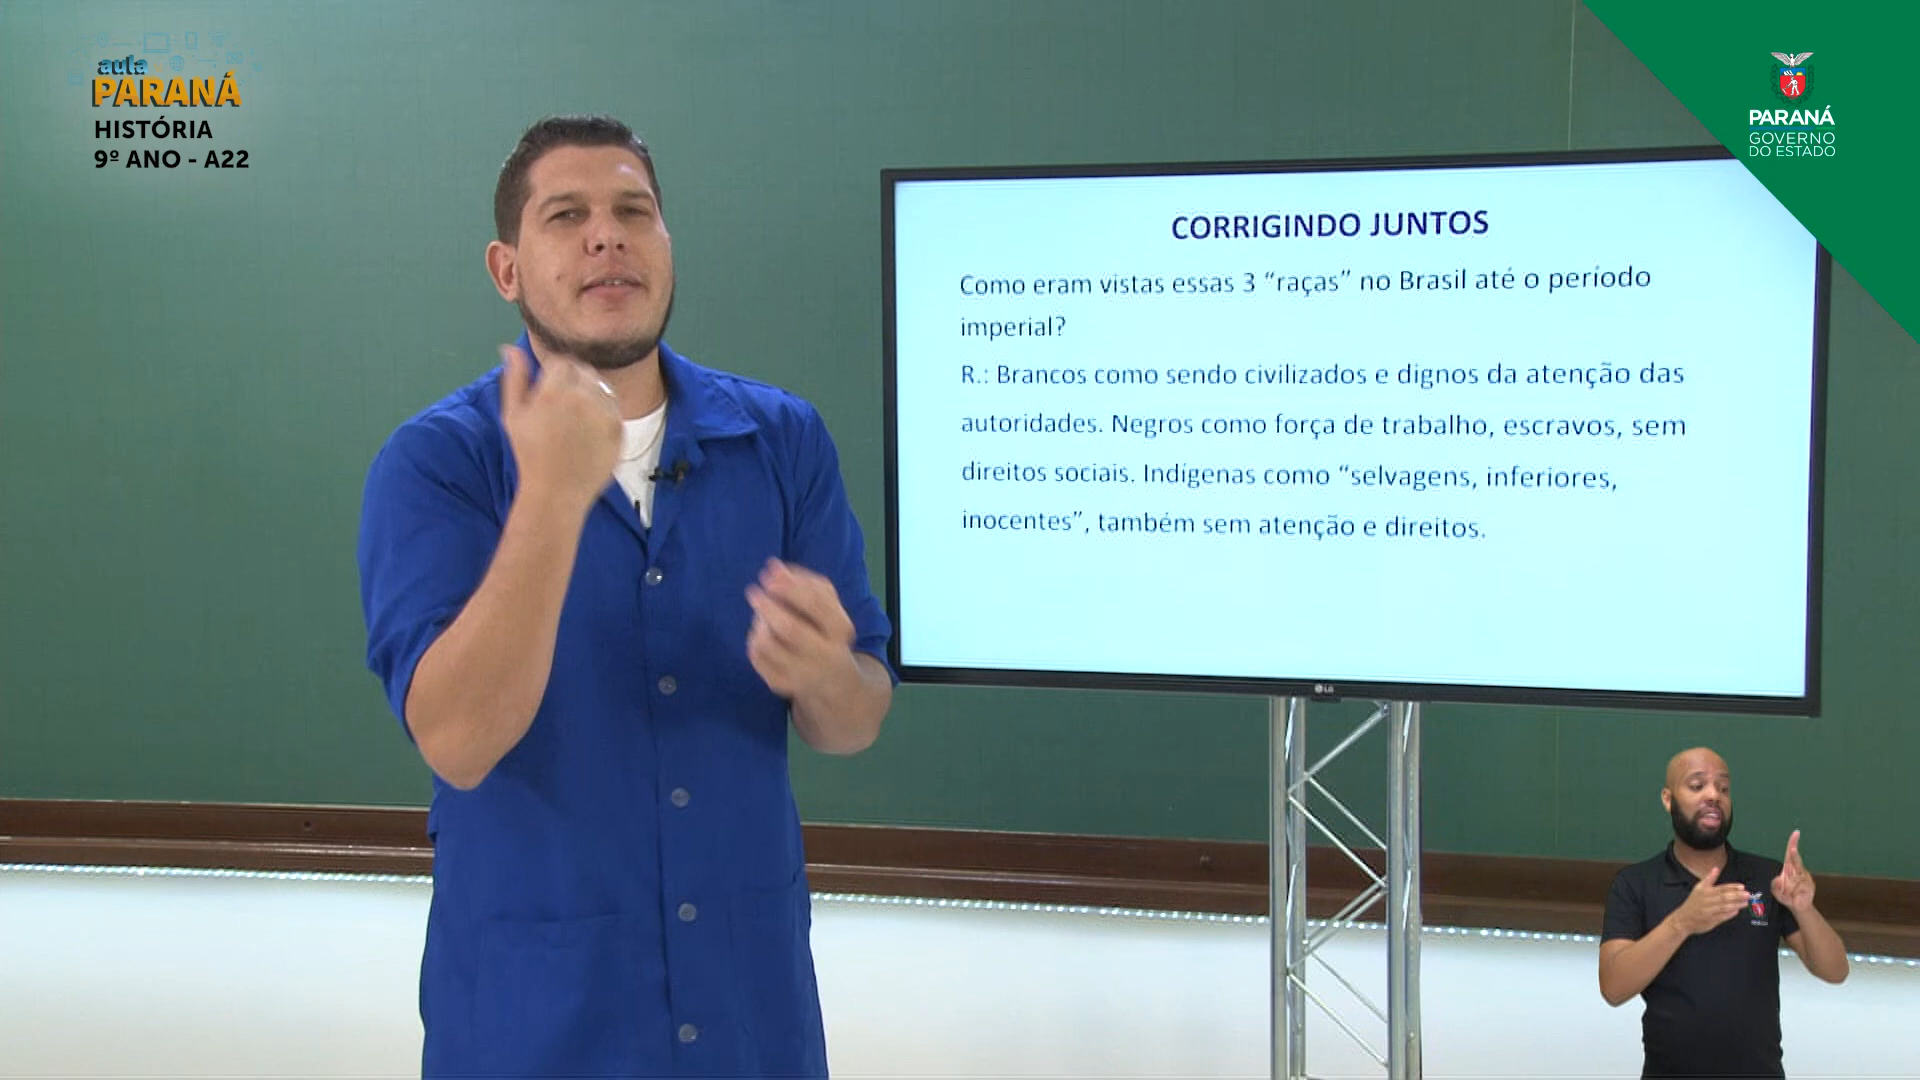 aula
PARANÁ
HISTÓRIA
9º ANO - A22
PARANÁ
GOVERNO
DO ESTADO
CORRIGINDO JUNTOS
Como eram vistas essas 3 “raças” no Brasil até o período
imperial?
R.: Brancos como sendo civilizados e dignos da atenção das
autoridades. Negros como força de trabalho, escravos, sem
direitos sociais. Indígenas como “selvagens, inferiores,
inocentes”, também sem atenção e direitos.
LG